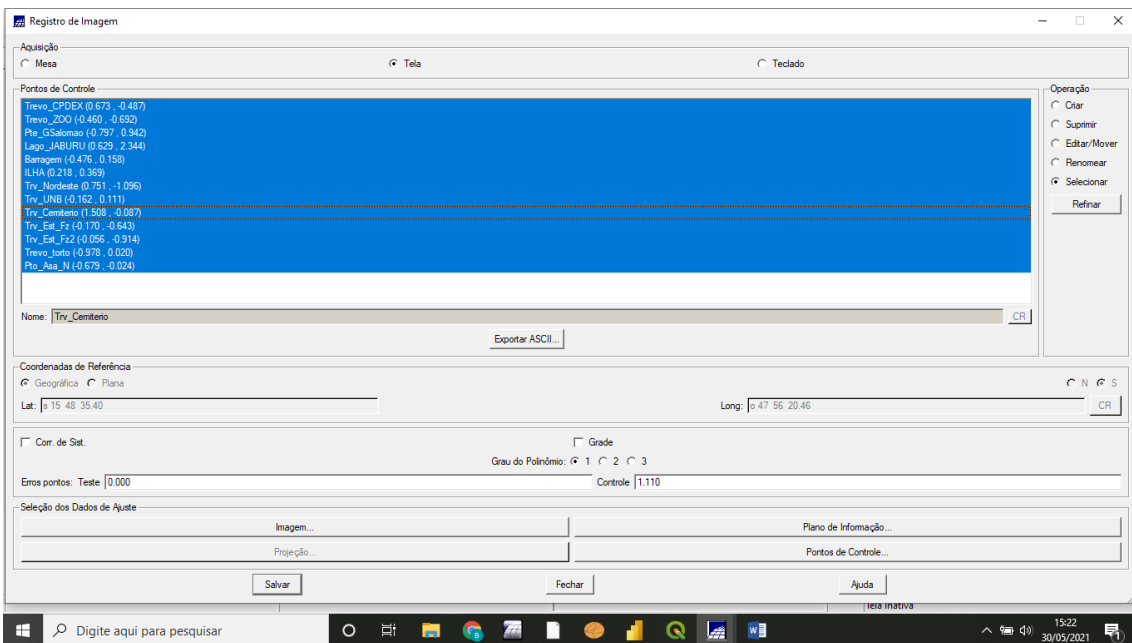 Registro de Imagem
Aquisição
Mesa Tela Teclado
Pontos de Controle
Trevo_CPDEX (0.673 , -0.487)
Trevo_ZOO (-0.460 , -0.692)
Pte_GSalomao (-0.797 , 0.942)
Lago_JABURU (0.629 , 2.344)
Barragem (-0.476 , 0.158)
ILHA (0.218 , 0.369)
Trv_Nordeste (0.751 , -1.096)
Trv_UNB (-0.162 , 0.111)
Trv_Cemiterio (1.508 , -0.087)
Trv_Est_Fz (-0.170 , -0.643)
Trv_Est_Fz2 (-0.056 , -0.914)
Trevo_torto (-0.978 , 0.020)
Pto_Asa_N (-0.679 , -0.024)
Nome: Trv_Cemiterio CR
Exportar ASCII...
Operação
Criar
Suprimir
Editar/Mover
Renomear
Selecionar
Refinar
Coordenadas de Referência
Geográfica Plana N S
Lat: s 15 48 35.40 Long: o 47 56 20.46 CR
Corr. de Sist. Grade
Grau do Polinômio: 1 2 3
Erros pontos: Teste 0.000 Controle 1.110
Seleção dos Dados de Ajuste
Imagem... Plano de Informação...
Projeção... Pontos de Controle...
Salvar Fechar Ajuda
Tela inativa
Digite aqui para pesquisar
15:22
30/05/2021